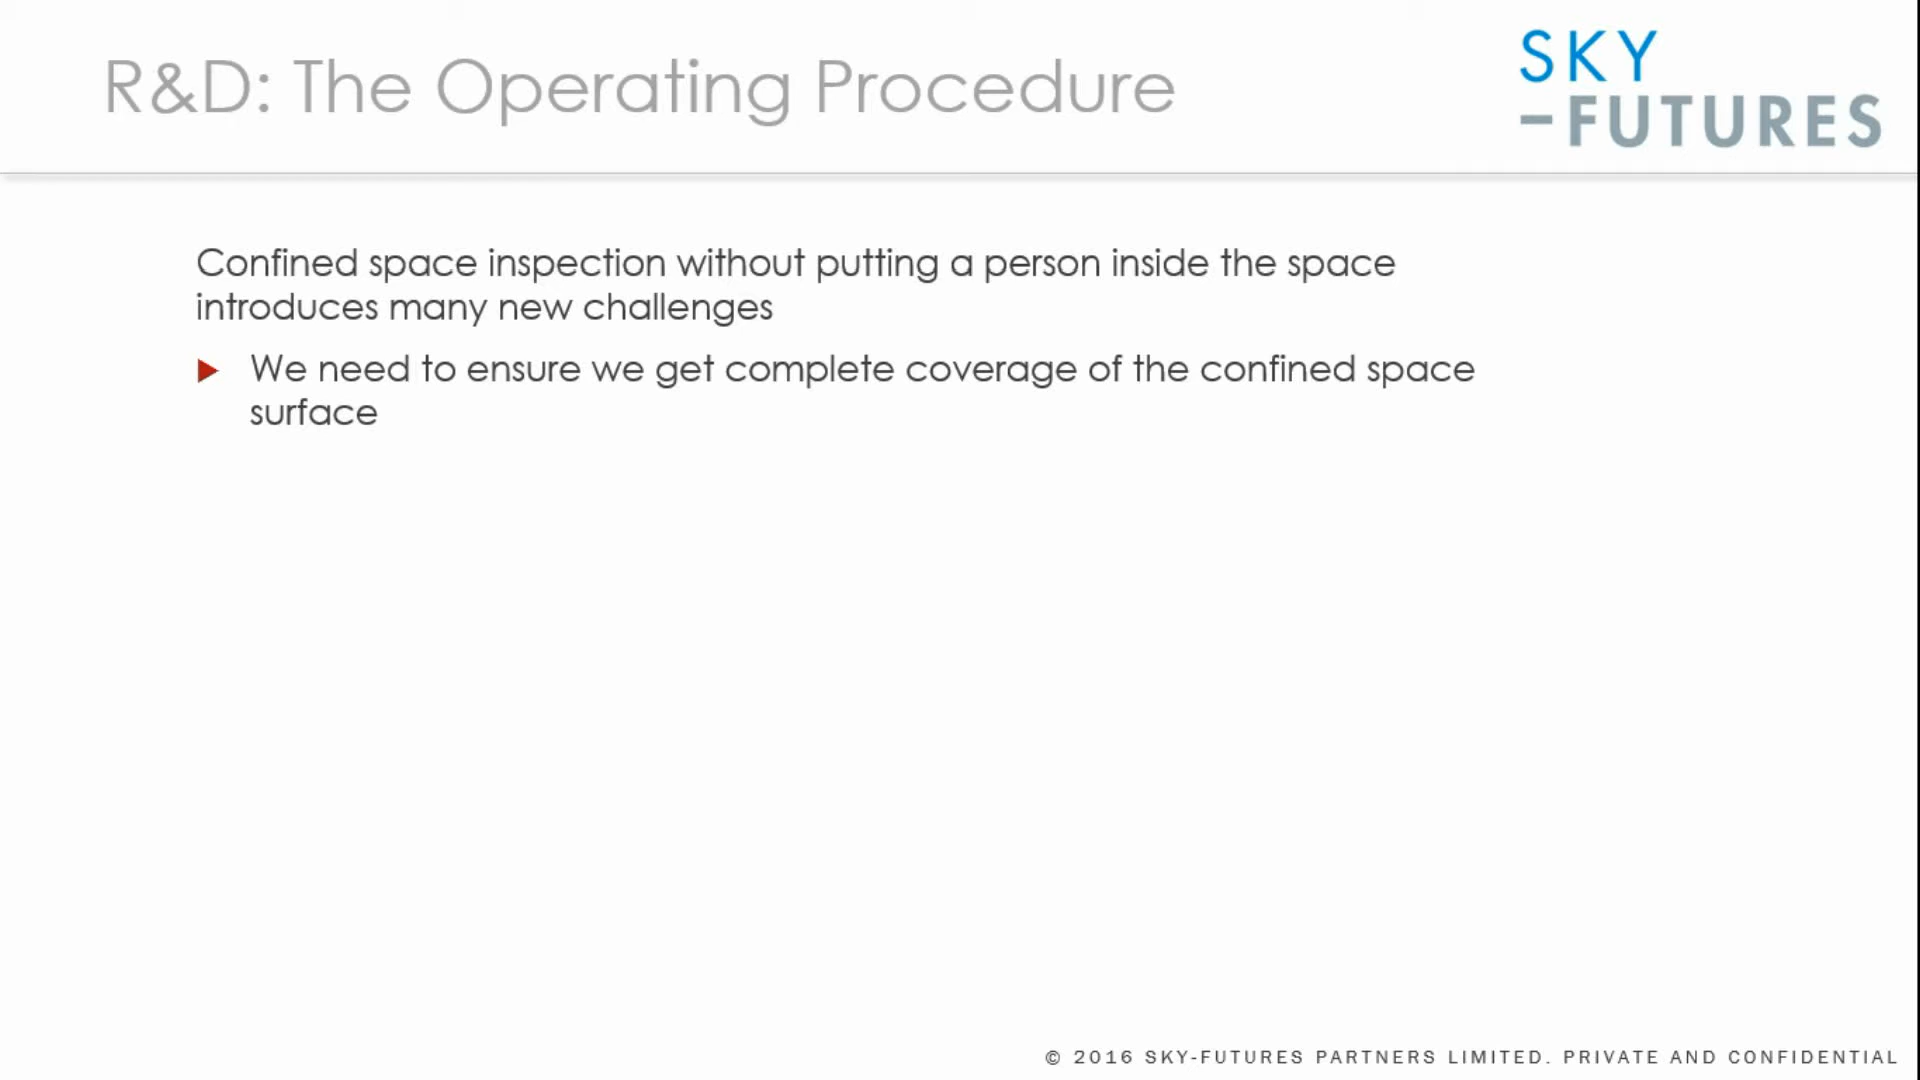 R&D: The Operating Procedure
SKY
-FUTURES
Confined space inspection without putting a person inside the space
introduces many new challenges
▶ We need to ensure we get complete coverage of the confined space
surface
© 2016 SKY-FUTURES PARTNERS LIMITED. PRIVATE AND CONFIDENTIAL